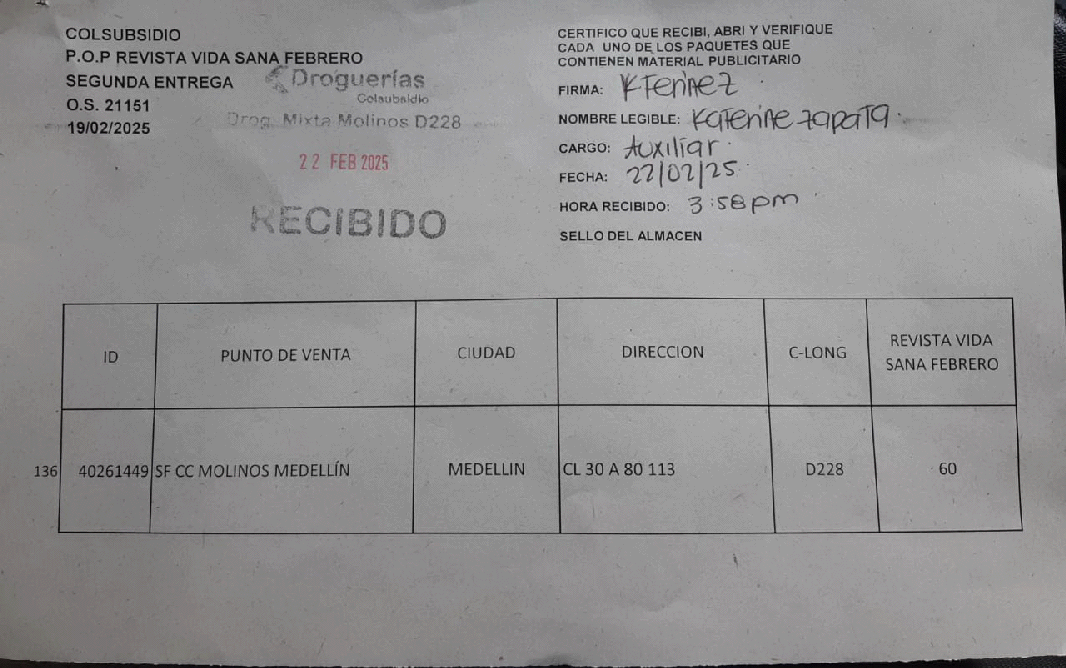 COLSUBSIDIO
P.O.P REVISTA VIDA SANA FEBRERO
SEGUNDA ENTREGA
O.S. 21151
19/02/2025
Droguerías
Colsubsidio
Drog. Mixta Molinos D228
22 FEB 2025
RECIBIDO
CERTIFICO QUE RECIBI, ABRI Y VERIFIQUE
CADA UNO DE LOS PAQUETES QUE
CONTIENEN MATERIAL PUBLICITARIO
FIRMA:
NOMBRE LEGIBLE: Katerine zapata
CARGO: Auxiliar
FECHA: 22/02/25
HORA RECIBIDO: 3:58 pm
SELLO DEL ALMACEN
ID PUNTO DE VENTA CIUDAD DIRECCION C-LONG REVISTA VIDA
SANA FEBRERO
136 40261449 SF CC MOLINOS MEDELLÍN MEDELLIN CL 30 A 80 113 D228 60